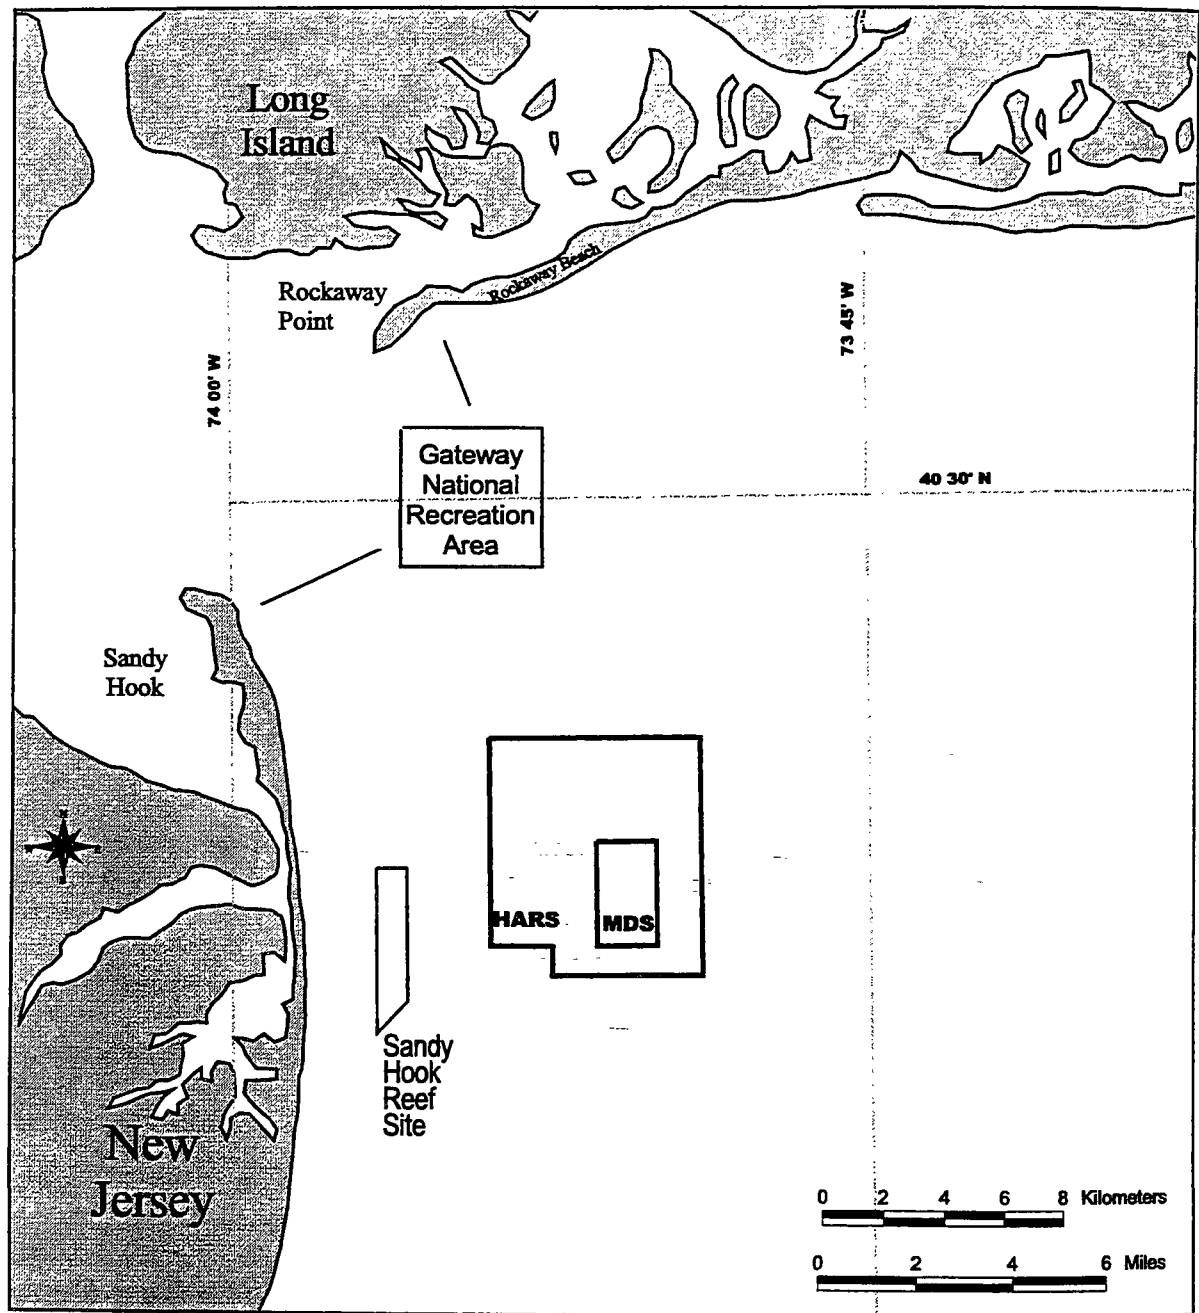 Long
Island
Rockaway Beach
Rockaway
Point
73 45' W
74 00' W
Gateway
National
Recreation
Area
40 30' N
Sandy
Hook
HARS
MDS
Sandy
Hook
Reef
Site
New
Jersey
0 2 4 6 8 Kilometers
0 2 4 6 Miles